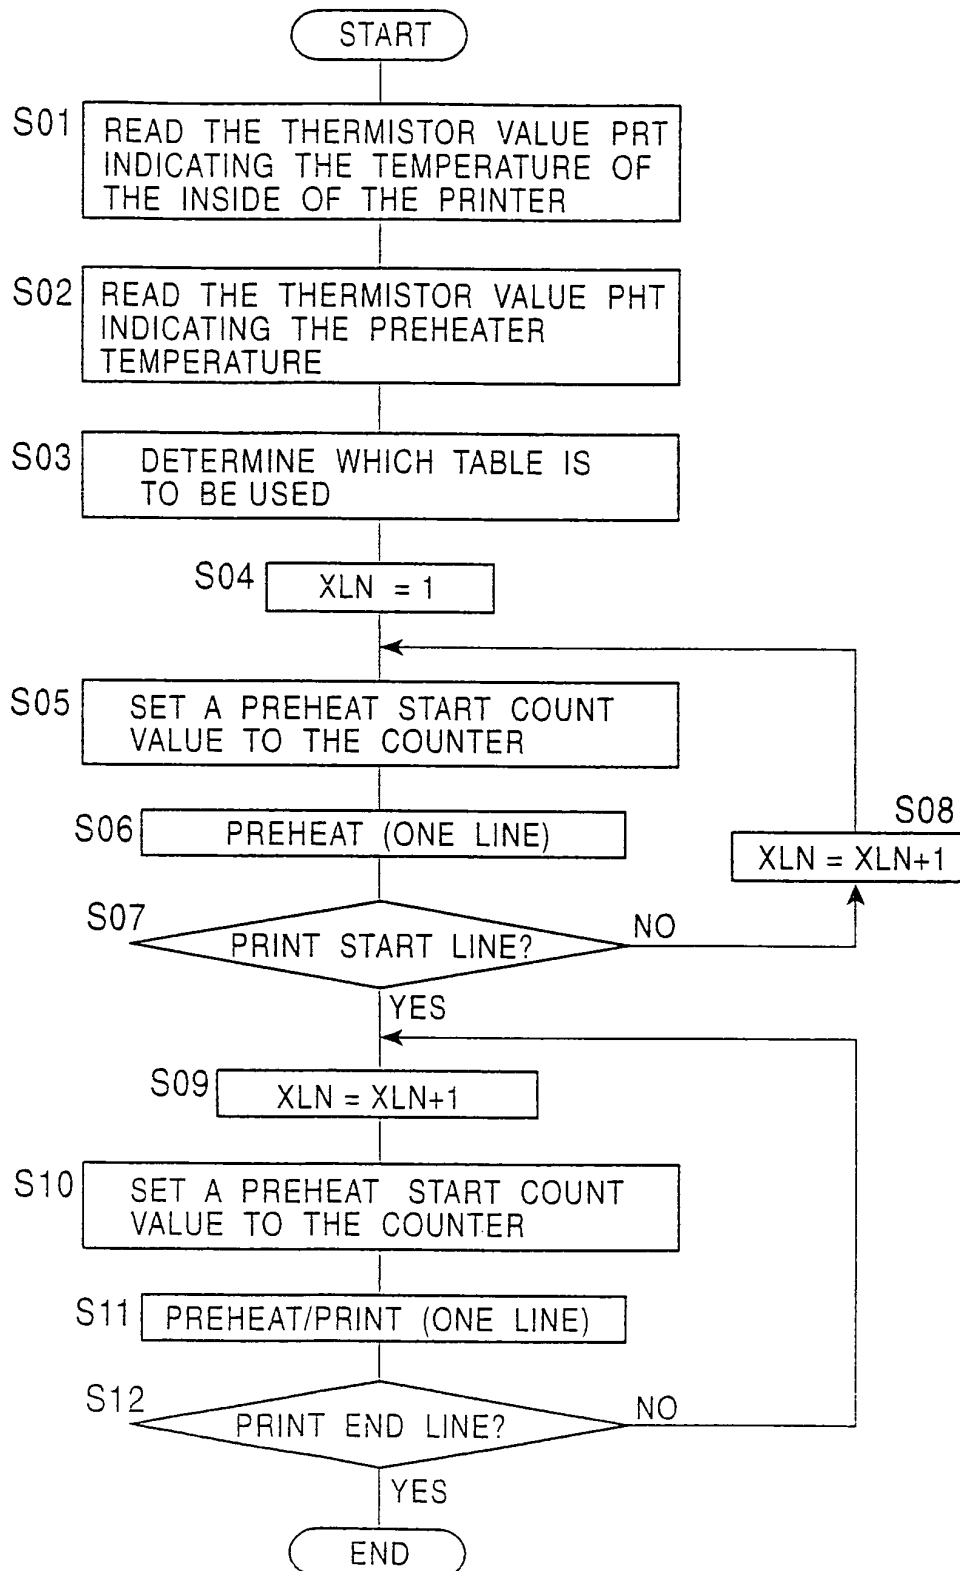 START
S01
READ THE THERMISTOR VALUE PRT
INDICATING THE TEMPERATURE OF
THE INSIDE OF THE PRINTER
S02
READ THE THERMISTOR VALUE PHT
INDICATING THE PREHEATER
TEMPERATURE
S03
DETERMINE WHICH TABLE IS
TO BE USED
S04
XLN = 1
S05
SET A PREHEAT START COUNT
VALUE TO THE COUNTER
S06
PREHEAT (ONE LINE)
S08
XLN = XLN+1
S07
PRINT START LINE?
NO
YES
S09
XLN = XLN+1
S10
SET A PREHEAT START COUNT
VALUE TO THE COUNTER
S11
PREHEAT/PRINT (ONE LINE)
S12
PRINT END LINE?
NO
YES
END